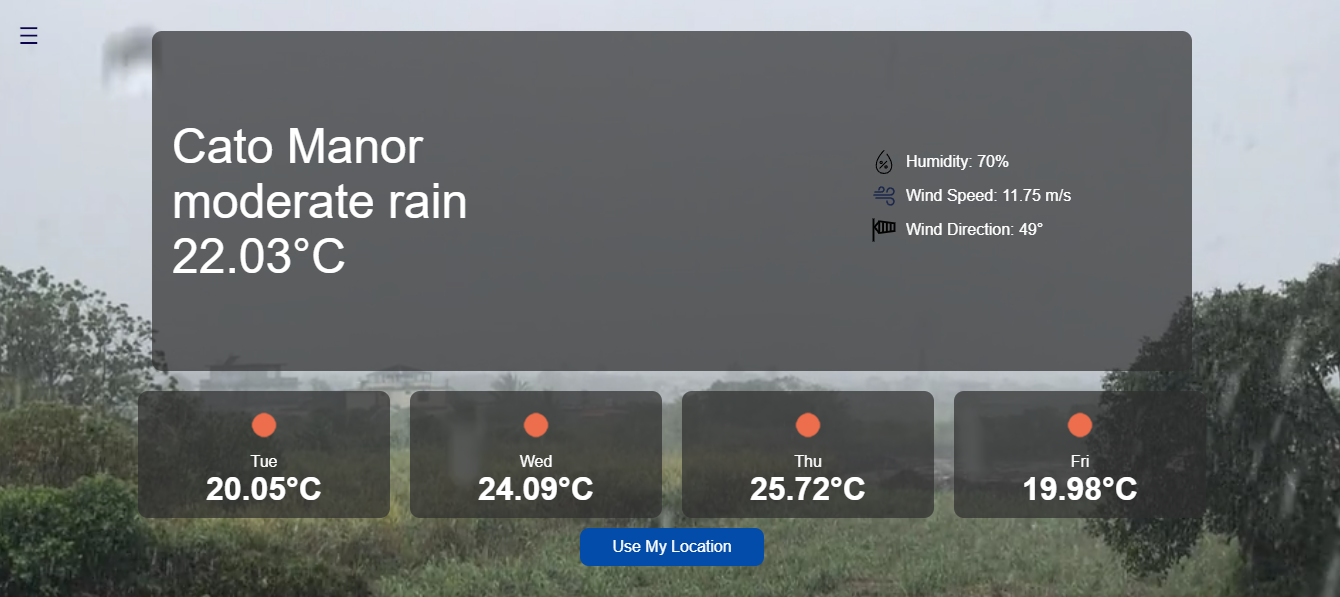 Cato Manor
moderate rain
22.03°C
Humidity: 70%
Wind Speed: 11.75 m/s
Wind Direction: 49°
Tue
20.05°C
Wed
24.09°C
Thu
25.72°C
Fri
19.98°C
Use My Location